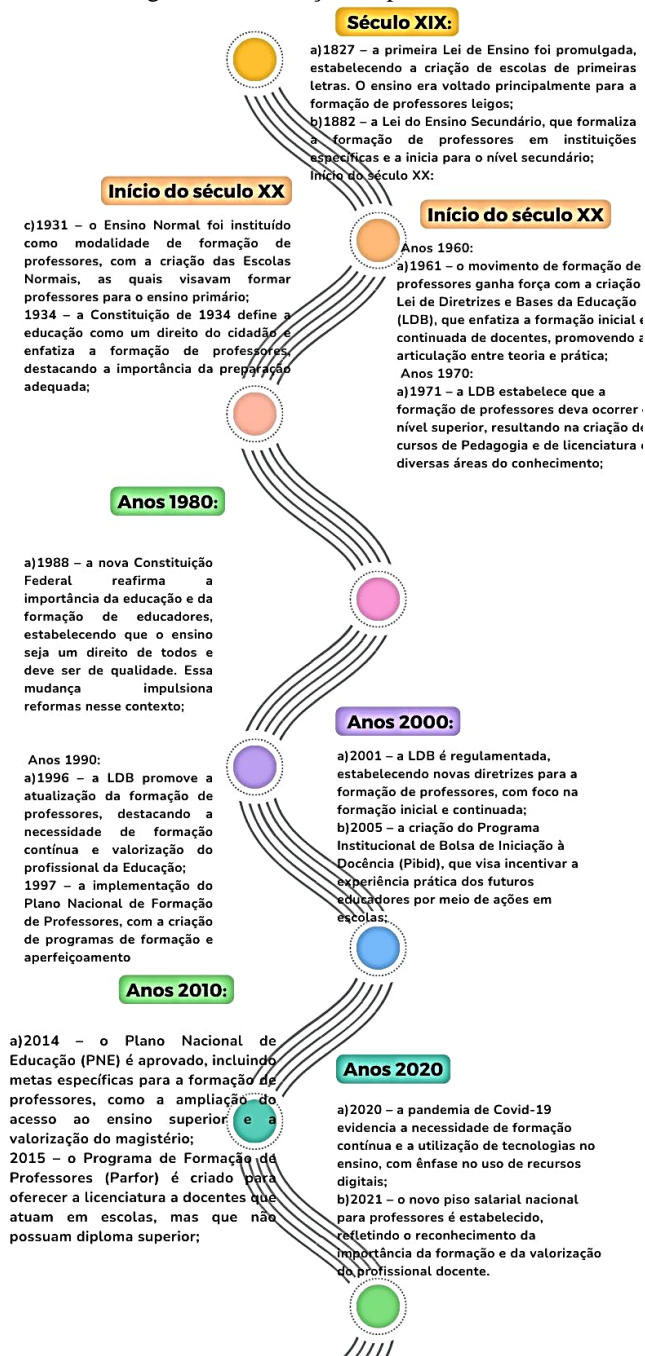 Século XIX:
a)1827 – a primeira Lei de Ensino foi promulgada,
estabelecendo a criação de escolas de primeiras
letras. O ensino era voltado principalmente para a
formação de professores leigos;
b)1882 – a Lei do Ensino Secundário, que formaliza
a formação de professores em instituições
específicas e a inicia para o nível secundário;
Início do século XX:
Início do século XX
c)1931 – o Ensino Normal foi instituído
como modalidade de formação de
professores, com a criação das Escolas
Normais, as quais visavam formar
professores para o ensino primário;
1934 – a Constituição de 1934 define a
educação como um direito do cidadão e
enfatiza a formação de professores,
destacando a importância da preparação
adequada;
Início do século XX
Anos 1960:
a)1961 – o movimento de formação de
professores ganha força com a criação
Lei de Diretrizes e Bases da Educação
(LDB), que enfatiza a formação inicial e
continuada de docentes, promovendo a
articulação entre teoria e prática;
Anos 1970:
a)1971 – a LDB estabelece que a
formação de professores deva ocorrer
nível superior, resultando na criação de
cursos de Pedagogia e de licenciatura
diversas áreas do conhecimento;
Anos 1980:
a)1988 – a nova Constituição
Federal reafirma a
importância da educação e da
formação de educadores,
estabelecendo que o ensino
seja um direito de todos e
deve ser de qualidade. Essa
mudança impulsiona
reformas nesse contexto;
Anos 1990:
a)1996 – a LDB promove a
atualização da formação de
professores, destacando a
necessidade de formação
contínua e valorização do
profissional da Educação;
1997 – a implementação do
Plano Nacional de Formação
de Professores, com a criação
de programas de formação e
aperfeiçoamento
Anos 2000:
a)2001 – a LDB é regulamentada,
estabelecendo novas diretrizes para a
formação de professores, com foco na
formação inicial e continuada;
b)2005 – a criação do Programa
Institucional de Bolsa de Iniciação à
Docência (Pibid), que visa incentivar a
experiência prática dos futuros
educadores por meio de ações em
escolas;
Anos 2010:
a)2014 – o Plano Nacional de
Educação (PNE) é aprovado, incluindo
metas específicas para a formação de
professores, como a ampliação do
acesso ao ensino superior e a
valorização do magistério;
2015 – o Programa de Formação de
Professores (Parfor) é criado para
oferecer a licenciatura a docentes que
atuam em escolas, mas que não
possuam diploma superior;
Anos 2020
a)2020 – a pandemia de Covid-19
evidencia a necessidade de formação
contínua e a utilização de tecnologias no
ensino, com ênfase no uso de recursos
digitais;
b)2021 – o novo piso salarial nacional
para professores é estabelecido,
refletindo o reconhecimento da
importância da formação e da valorização
do profissional docente.